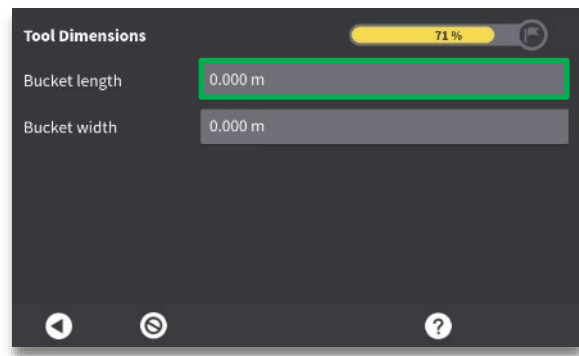 Tool Dimensions 71 %
Bucket length 0.000 m
Bucket width 0.000 m
?